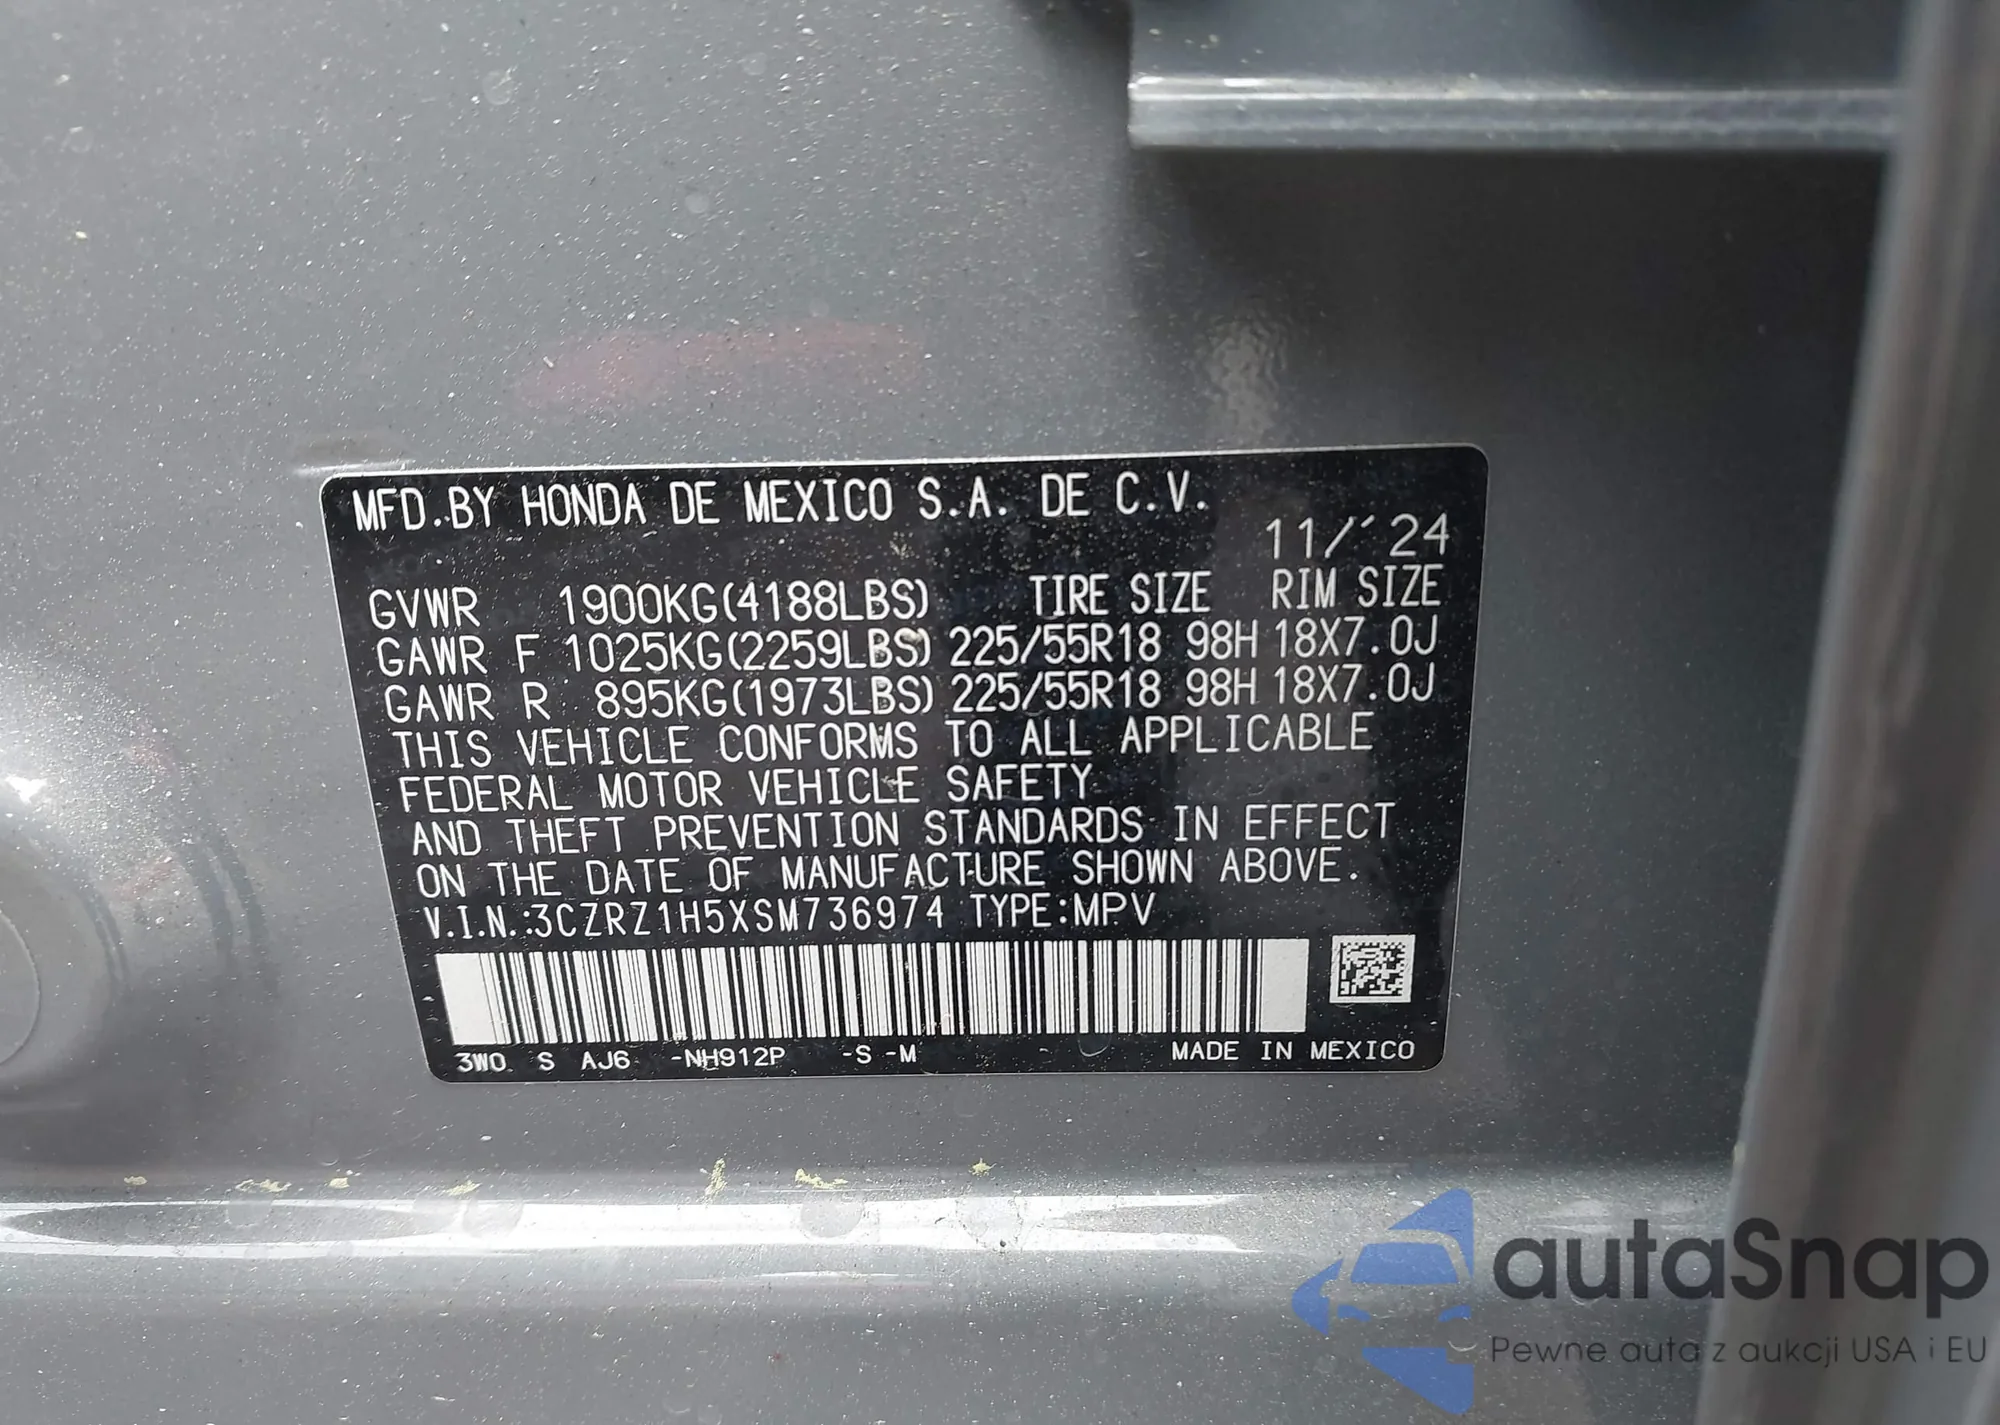 MFD.BY HONDA DE MEXICO S.A. DE C.V.
11/'24
GVWR 1900KG(4188LBS) TIRE SIZE RIM SIZE
GAWR F 1025KG(2259LBS) 225/55R18 98H 18X7.0J
GAWR R 895KG(1973LBS) 225/55R18 98H 18X7.0J
THIS VEHICLE CONFORMS TO ALL APPLICABLE
FEDERAL MOTOR VEHICLE SAFETY
AND THEFT PREVENTION STANDARDS IN EFFECT
ON THE DATE OF MANUFACTURE SHOWN ABOVE.
V.I.N.:3CZRZ1H5XSM736974 TYPE:MPV
3W0 S AJ6 -NH912P -S -M MADE IN MEXICO
autaSnap
Pewne auta z aukcji USA i EU